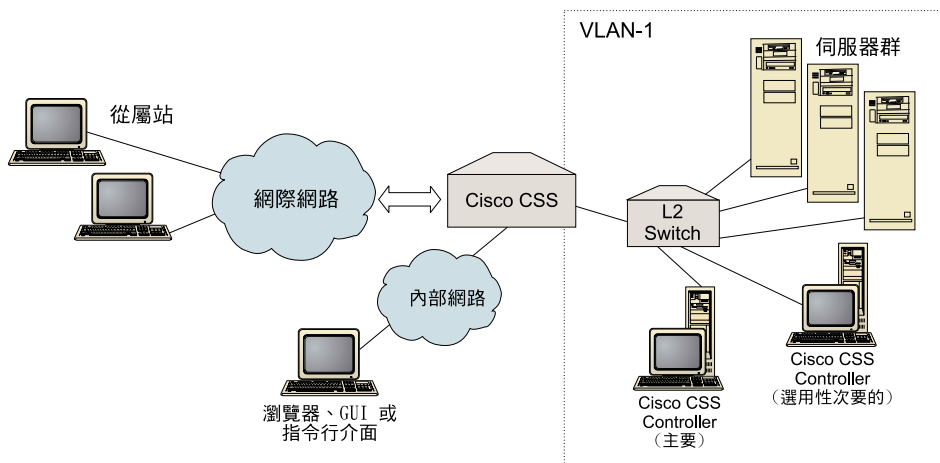 VLAN-1
伺服器群
從屬站
網際網路
Cisco CSS
L2
Switch
內部網路
瀏覽器、GUI 或
指令行介面
Cisco CSS
Controller
（主要）
Cisco CSS
Controller
（選用性次要的）